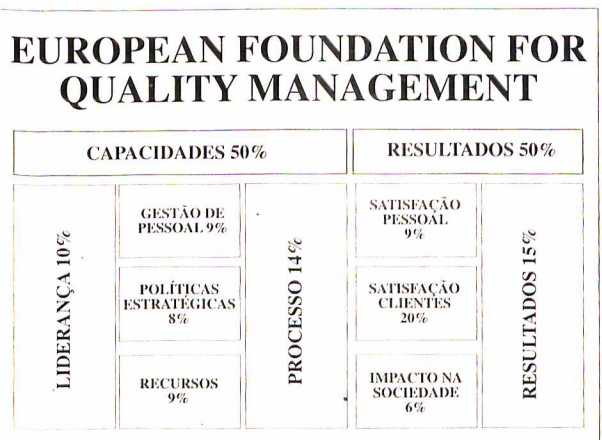 EUROPEAN FOUNDATION FOR
QUALITY MANAGEMENT
CAPACIDADES 50%
RESULTADOS 50%
LIDERANÇA 10%
GESTÃO DE
PESSOAL 9%
POLÍTICAS
ESTRATÉGICAS
8%
RECURSOS
9%
PROCESSO 14%
SATISFAÇÃO
PESSOAL
9%
SATISFAÇÃO
CLIENTES
20%
IMPACTO NA
SOCIEDADE
6%
RESULTADOS 15%